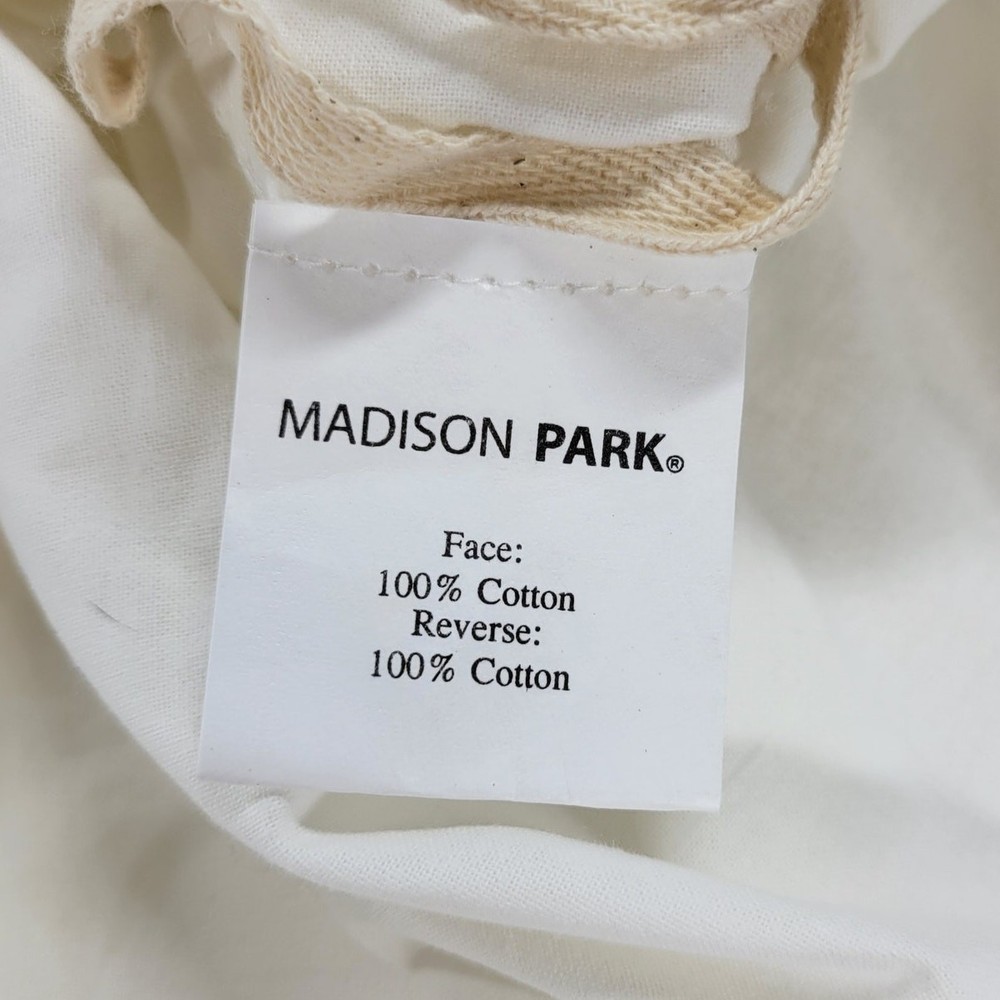 MADISON PARK®
Face:
100% Cotton
Reverse:
100% Cotton